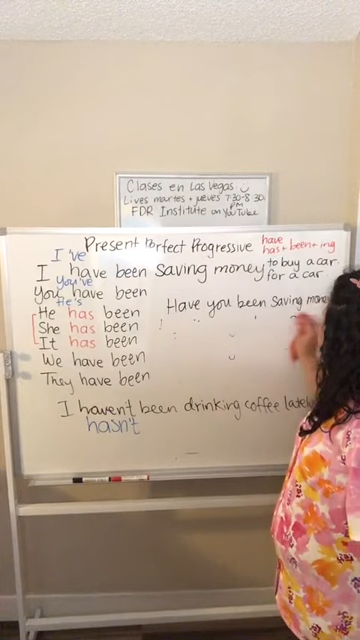 Clases en Las Vegas
Lives martes + jueves 7:30-8:30
PM
FDR Institute on YouTube
Present Perfect Progressive have
has + been + ing
I've
I have been saving money to buy a car.
for a car.
You've
You have been
He's
Have you been saving money
He has been
She has been
It has been
We have been
They have been
I haven't been drinking coffee lately
hasn't